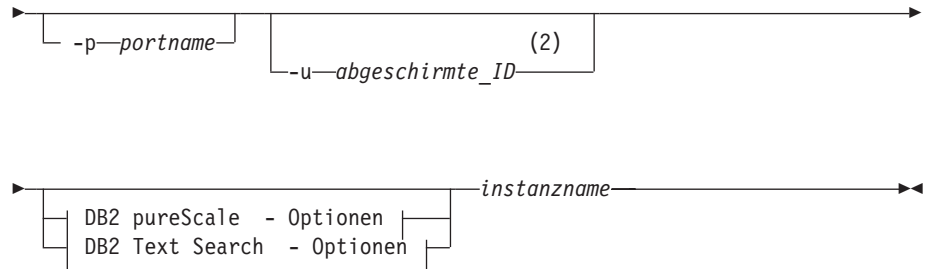 (2)
-p portname
-u abgeschirmte_ID
instanzname
DB2 pureScale - Optionen
DB2 Text Search - Optionen